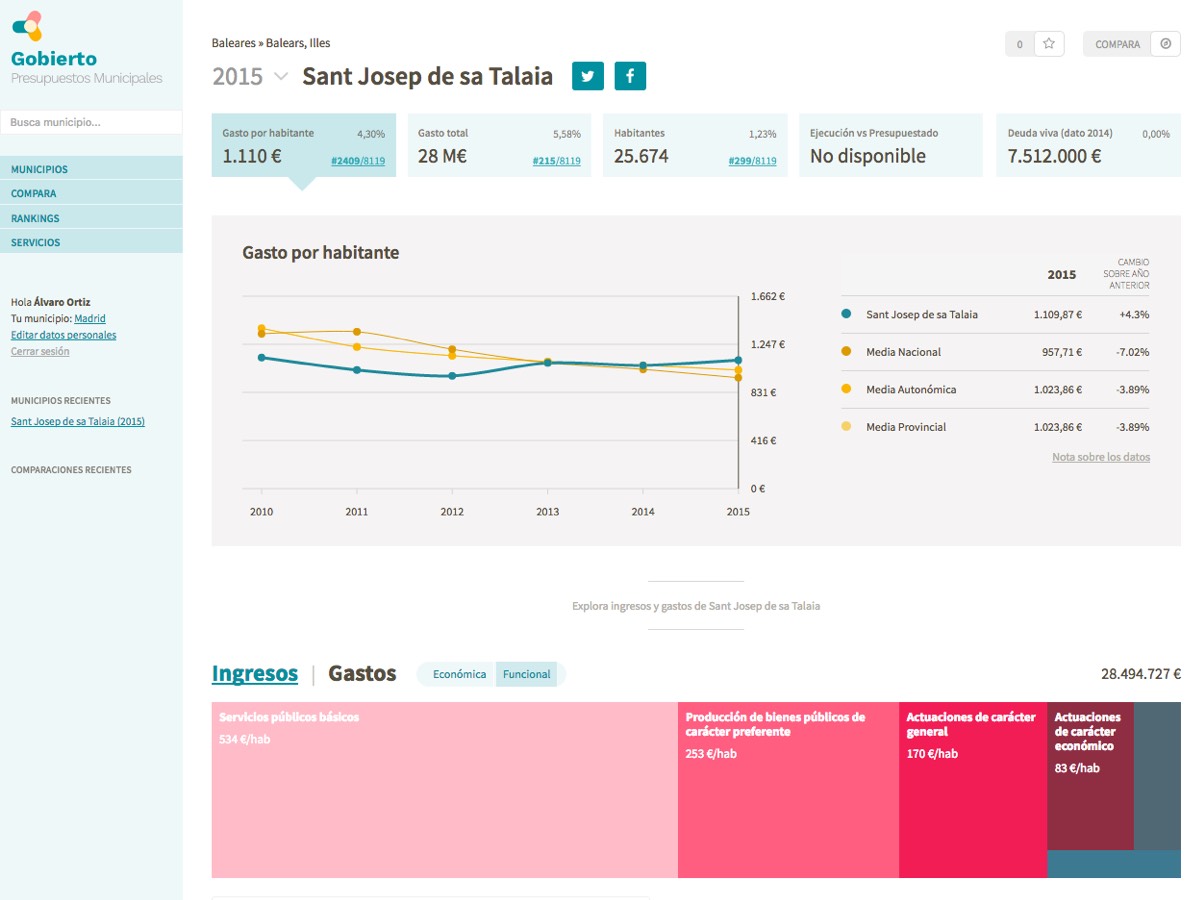 Gobierto
Presupuestos Municipales
Busca municipio...
MUNICIPIOS
COMPARA
RANKINGS
SERVICIOS
Hola Álvaro Ortiz
Tu municipio: Madrid
Editar datos personales
Cerrar sesión
MUNICIPIOS RECIENTES
Sant Josep de sa Talaia (2015)
COMPARACIONES RECIENTES
Baleares » Balears, Illes
0
COMPARA
2015 Sant Josep de sa Talaia
Gasto por habitante 4,30%
1.110 € #2409/8119
Gasto total 5,58%
28 M€ #215/8119
Habitantes 1,23%
25.674 #299/8119
Ejecución vs Presupuestado
No disponible
Deuda viva (dato 2014) 0,00%
7.512.000 €
Gasto por habitante
1.662 €
1.247 €
831 €
416 €
0 €
2010 2011 2012 2013 2014 2015
2015 CAMBIO
SOBRE AÑO
ANTERIOR
Sant Josep de sa Talaia 1.109,87 € +4.3%
Media Nacional 957,71 € -7.02%
Media Autonómica 1.023,86 € -3.89%
Media Provincial 1.023,86 € -3.89%
Nota sobre los datos
Explora ingresos y gastos de Sant Josep de sa Talaia
Ingresos | Gastos Económica Funcional 28.494.727 €
Servicios públicos básicos
534 €/hab
Producción de bienes públicos de
carácter preferente
253 €/hab
Actuaciones de carácter
general
170 €/hab
Actuaciones
de carácter
económico
83 €/hab